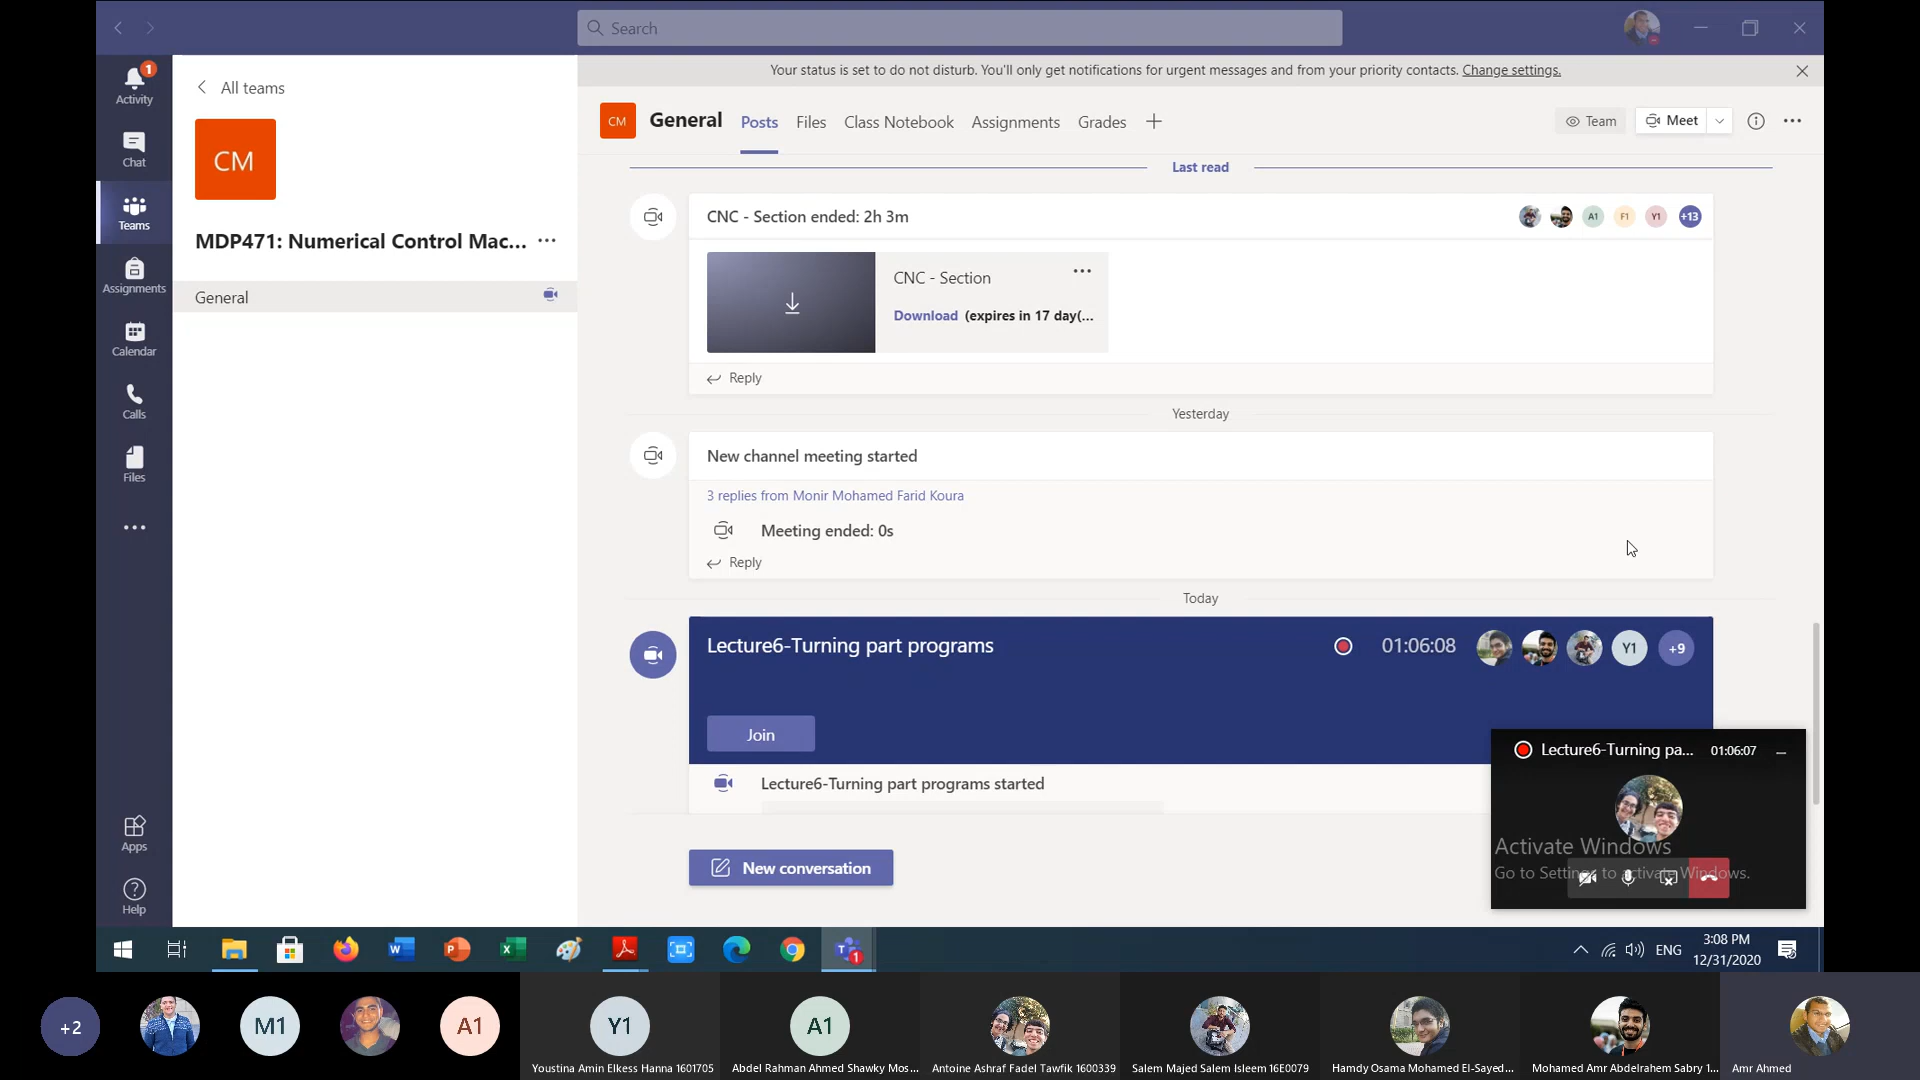 Search
Your status is set to do not disturb. You'll only get notifications for urgent messages and from your priority contacts. Change settings.
1
Activity
Chat
Teams
Assignments
Calendar
Calls
Files
Apps
Help
All teams
CM
MDP471: Numerical Control Mac... ...
General
CM
General Posts Files Class Notebook Assignments Grades
Team Meet
Last read
CNC - Section ended: 2h 3m
A1 F1 Y1 +13
CNC - Section
Download (expires in 17 day(...
Reply
Yesterday
New channel meeting started
3 replies from Monir Mohamed Farid Koura
Meeting ended: 0s
Reply
Today
Lecture6-Turning part programs
01:06:08 Y1 +9
Join
Lecture6-Turning part programs started
New conversation
Lecture6-Turning pa... 01:06:07
Activate Windows
Go to Settings to activate Windows.
ENG
3:08 PM
12/31/2020
+2 M1 A1 Y1 A1
Youstina Amin Elkess Hanna 1601705
Abdel Rahman Ahmed Shawky Mos...
Antoine Ashraf Fadel Tawfik 1600339
Salem Majed Salem Isleem 16E0079
Hamdy Osama Mohamed El-Sayed...
Mohamed Amr Abdelrahem Sabry 1...
Amr Ahmed